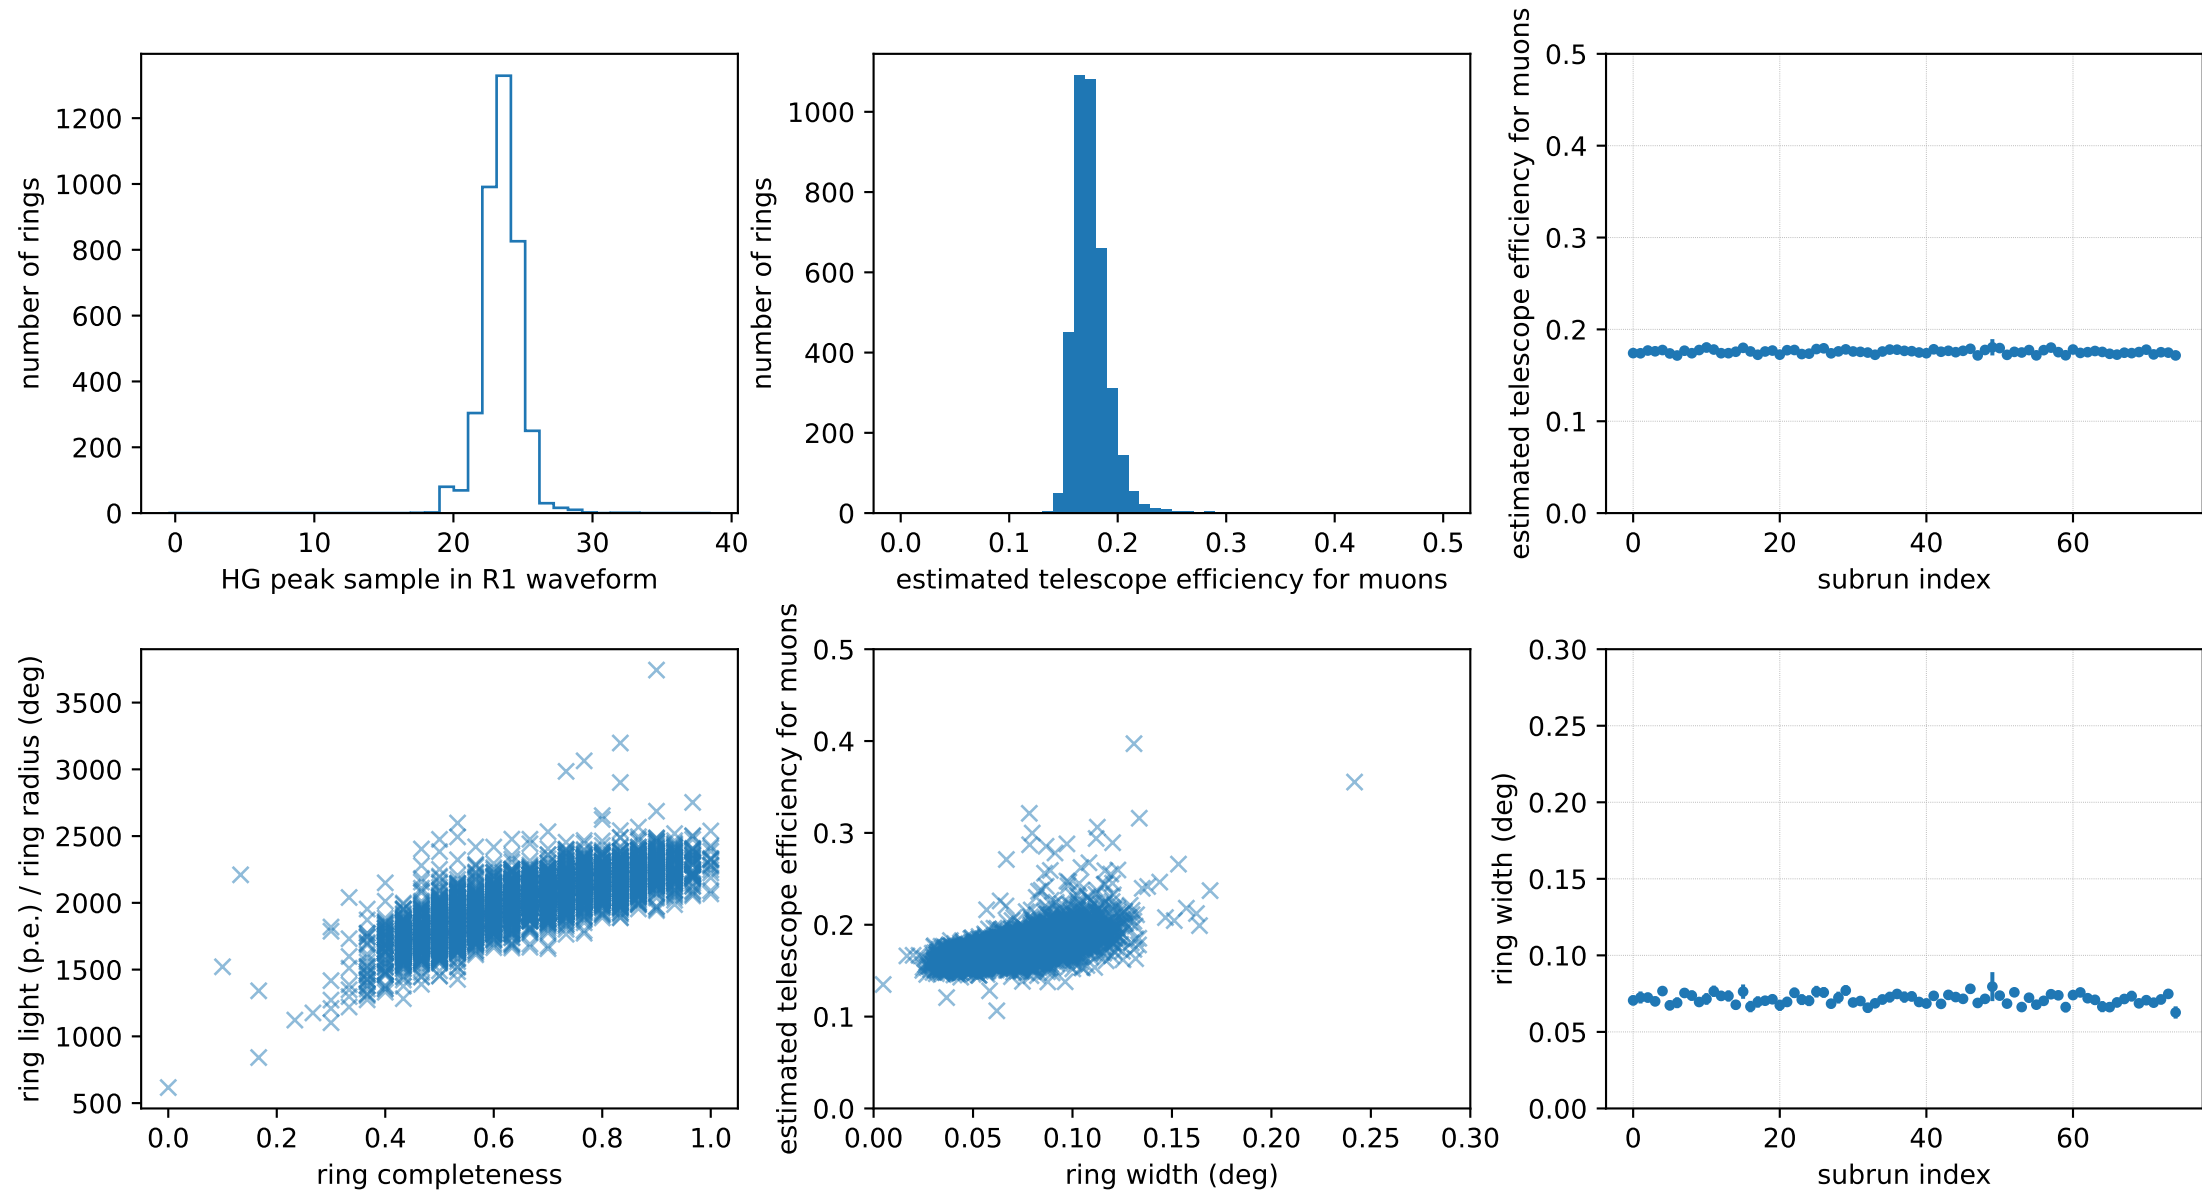 number of rings
1200
1000
800
600
400
200
0
0 10 20 30 40
HG peak sample in R1 waveform
number of rings
1000
800
600
400
200
0
0.0 0.1 0.2 0.3 0.4 0.5
estimated telescope efficiency for muons
estimated telescope efficiency for muons
0.5
0.4
0.3
0.2
0.1
0.0
0 20 40 60
subrun index
ring light (p.e.) / ring radius (deg)
3500
3000
2500
2000
1500
1000
500
0.0 0.2 0.4 0.6 0.8 1.0
ring completeness
estimated telescope efficiency for muons
0.5
0.4
0.3
0.2
0.1
0.0
0.00 0.05 0.10 0.15 0.20 0.25 0.30
ring width (deg)
ring width (deg)
0.30
0.25
0.20
0.15
0.10
0.05
0.00
0 20 40 60
subrun index